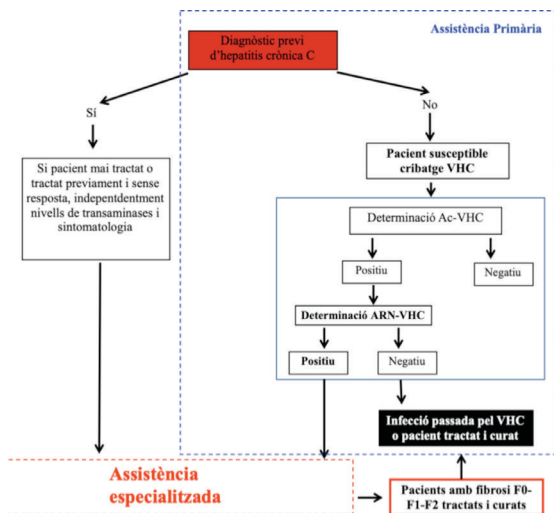 Assistència Primària
Diagnòstic previ
d'hepatitis crònica C
Sí
No
Si pacient mai tractat o
tractat previament i sense
resposta, indepentdentment
nivells de transaminases i
sintomatologia
Pacient susceptible
cribatge VHC
Determinació Ac-VHC
Positiu
Negatiu
Determinació ARN-VHC
Positiu
Negatiu
Infecció passada pel VHC
o pacient tractat i curat
Assistència
especialitzada
Pacients amb fibrosi F0-
F1-F2 tractats i curats